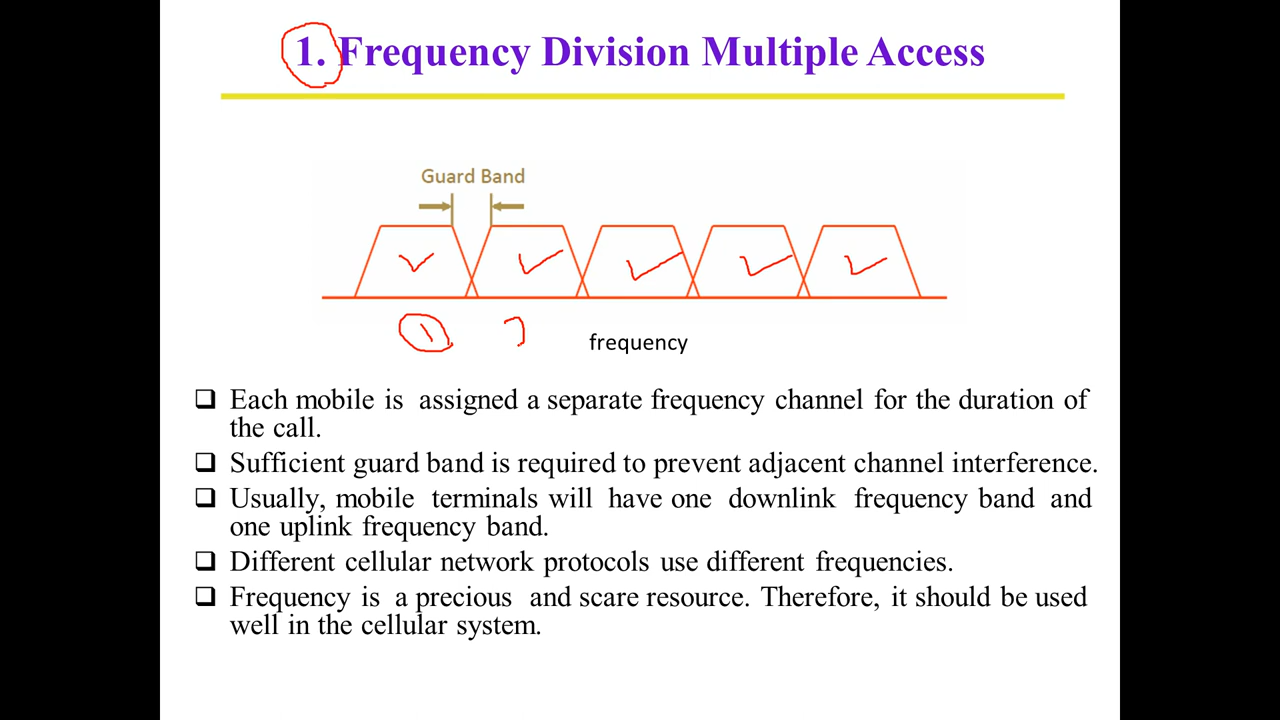 1. Frequency Division Multiple Access
Guard Band
1
frequency
❑ Each mobile is assigned a separate frequency channel for the duration of
the call.
❑ Sufficient guard band is required to prevent adjacent channel interference.
❑ Usually, mobile terminals will have one downlink frequency band and
one uplink frequency band.
❑ Different cellular network protocols use different frequencies.
❑ Frequency is a precious and scare resource. Therefore, it should be used
well in the cellular system.